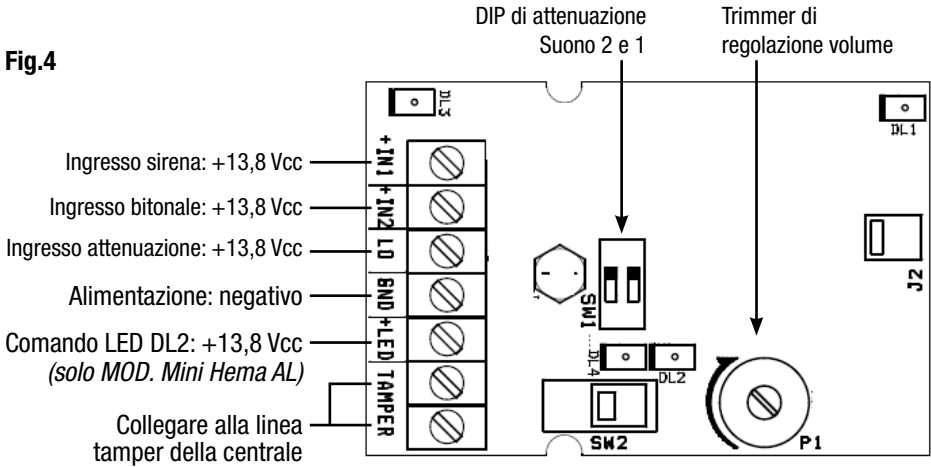 DIP di attenuazione
Suono 2 e 1
Trimmer di
regolazione volume
Fig.4
DL3
DL1
Ingresso sirena: +13,8 Vcc
+IN1
Ingresso bitonale: +13,8 Vcc
+IN2
Ingresso attenuazione: +13,8 Vcc
LO
Alimentazione: negativo
GND
Comando LED DL2: +13,8 Vcc
(solo MOD. Mini Hema AL)
+LED
Collegare alla linea
tamper della centrale
TAMPER
SW1
J2
DL4
DL2
SW2
P1